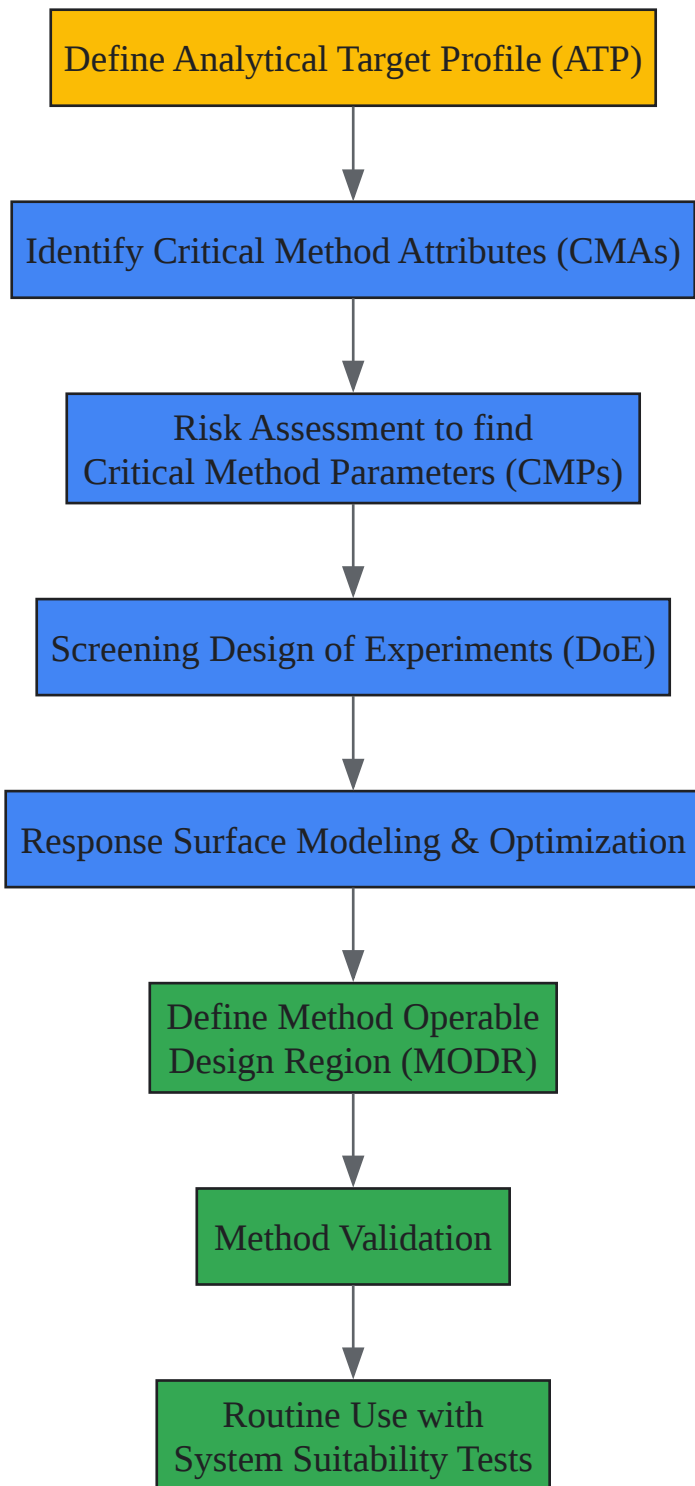 Define Analytical Target Profile (ATP)
Identify Critical Method Attributes (CMAs)
Risk Assessment to find
Critical Method Parameters (CMPs)
Screening Design of Experiments (DoE)
Response Surface Modeling & Optimization
Define Method Operable
Design Region (MODR)
Method Validation
Routine Use with
System Suitability Tests